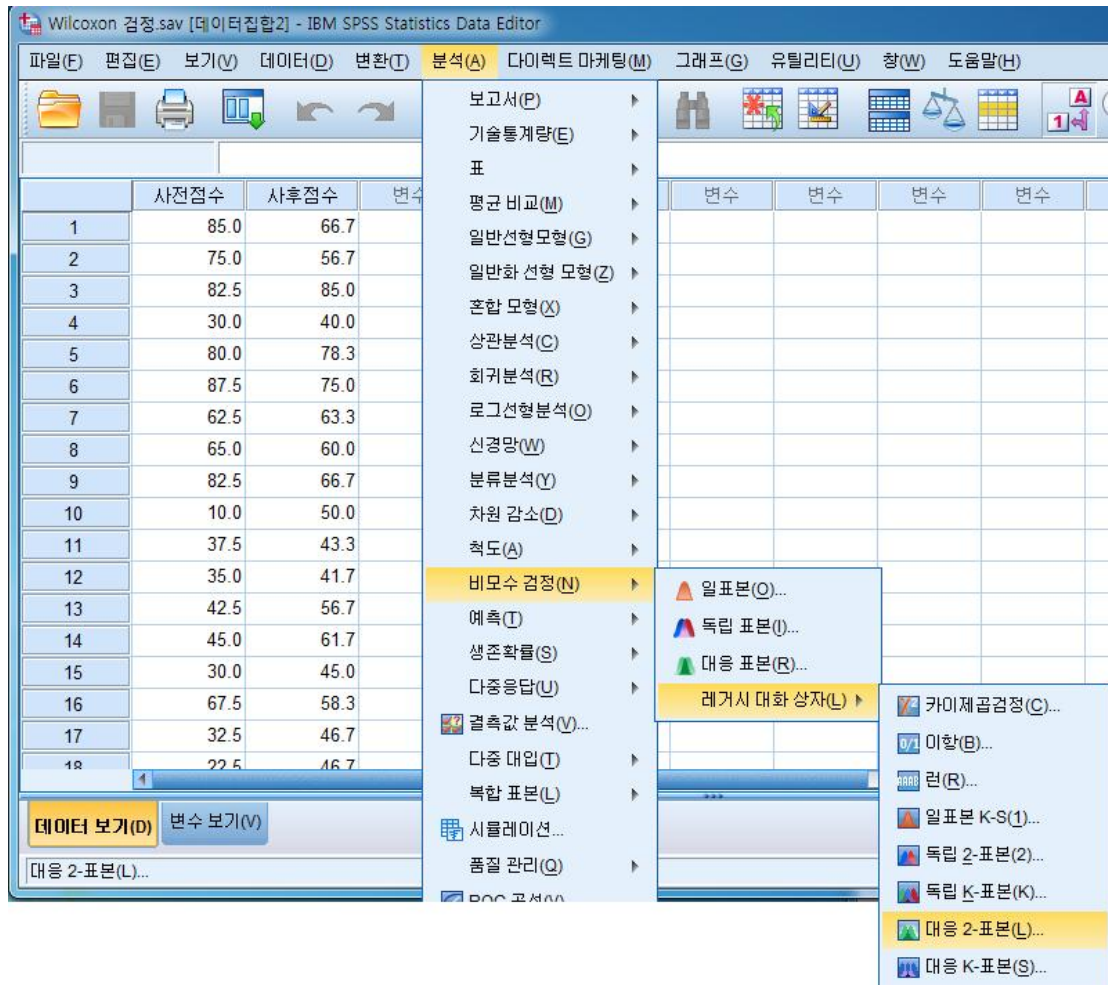 Wilcoxon 검정.sav [데이터집합2] - IBM SPSS Statistics Data Editor
파일(F) 편집(E) 보기(V) 데이터(D) 변환(T) 분석(A) 다이렉트 마케팅(M) 그래프(G) 유틸리티(U) 창(W) 도움말(H)
사전점수 사후점수 변수 변수 변수 변수
1 85.0 66.7
2 75.0 56.7
3 82.5 85.0
4 30.0 40.0
5 80.0 78.3
6 87.5 75.0
7 62.5 63.3
8 65.0 60.0
9 82.5 66.7
10 10.0 50.0
11 37.5 43.3
12 35.0 41.7
13 42.5 56.7
14 45.0 61.7
15 30.0 45.0
16 67.5 58.3
17 32.5 46.7
18 22.5 46.7
데이터 보기(D) 변수 보기(V)
대응 2-표본(L)...
보고서(P)
기술통계량(E)
표
평균 비교(M)
일반선형모형(G)
일반화 선형 모형(Z)
혼합 모형(X)
상관분석(C)
회귀분석(R)
로그선형분석(O)
신경망(W)
분류분석(Y)
차원 감소(D)
척도(A)
비모수 검정(N)
예측(T)
생존확률(S)
다중응답(U)
결측값 분석(V)...
다중 대입(T)
복합 표본(L)
시뮬레이션...
품질 관리(Q)
ROC 곡선(V)
일표본(O)...
독립 표본(I)...
대응 표본(R)...
레거시 대화 상자(L)
카이제곱검정(C)...
이항(B)...
런(R)...
일표본 K-S(1)...
독립 2-표본(2)...
독립 K-표본(K)...
대응 2-표본(L)...
대응 K-표본(S)...